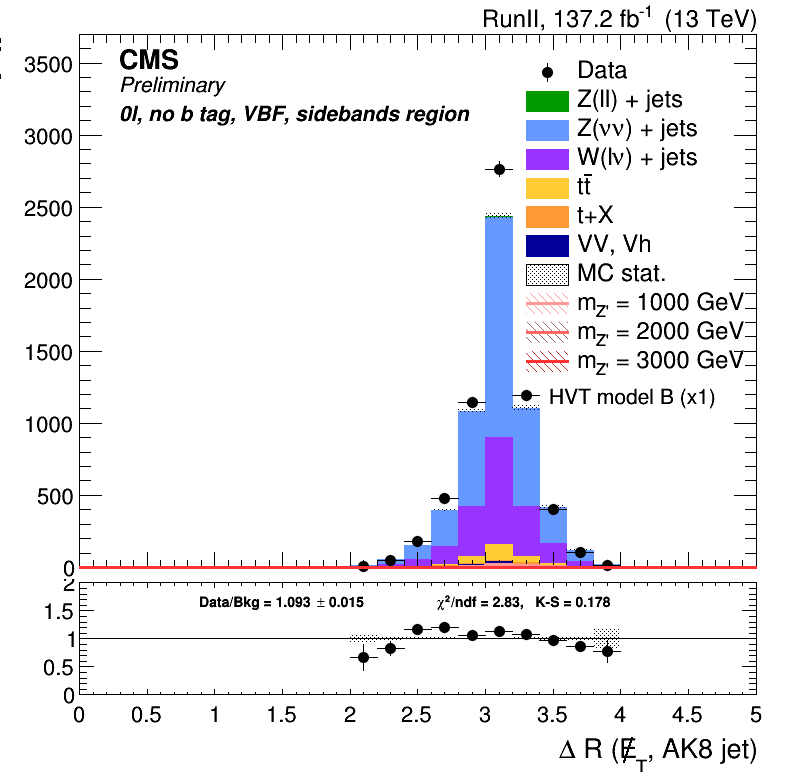 RunII, 137.2 fb⁻¹ (13 TeV)
CMS
Preliminary
0l, no b tag, VBF, sidebands region
Data
Z(ll) + jets
Z(νν) + jets
W(lν) + jets
tt̅
t+X
VV, Vh
MC stat.
m_Z' = 1000 GeV
m_Z' = 2000 GeV
m_Z' = 3000 GeV
HVT model B (x1)
3500
3000
2500
2000
1500
1000
500
0
Data/Bkg = 1.093 ± 0.015
χ²/ndf = 2.83, K-S = 0.178
2
1.5
1
0.5
0
0 0.5 1 1.5 2 2.5 3 3.5 4 4.5 5
Δ R (E̸_T, AK8 jet)